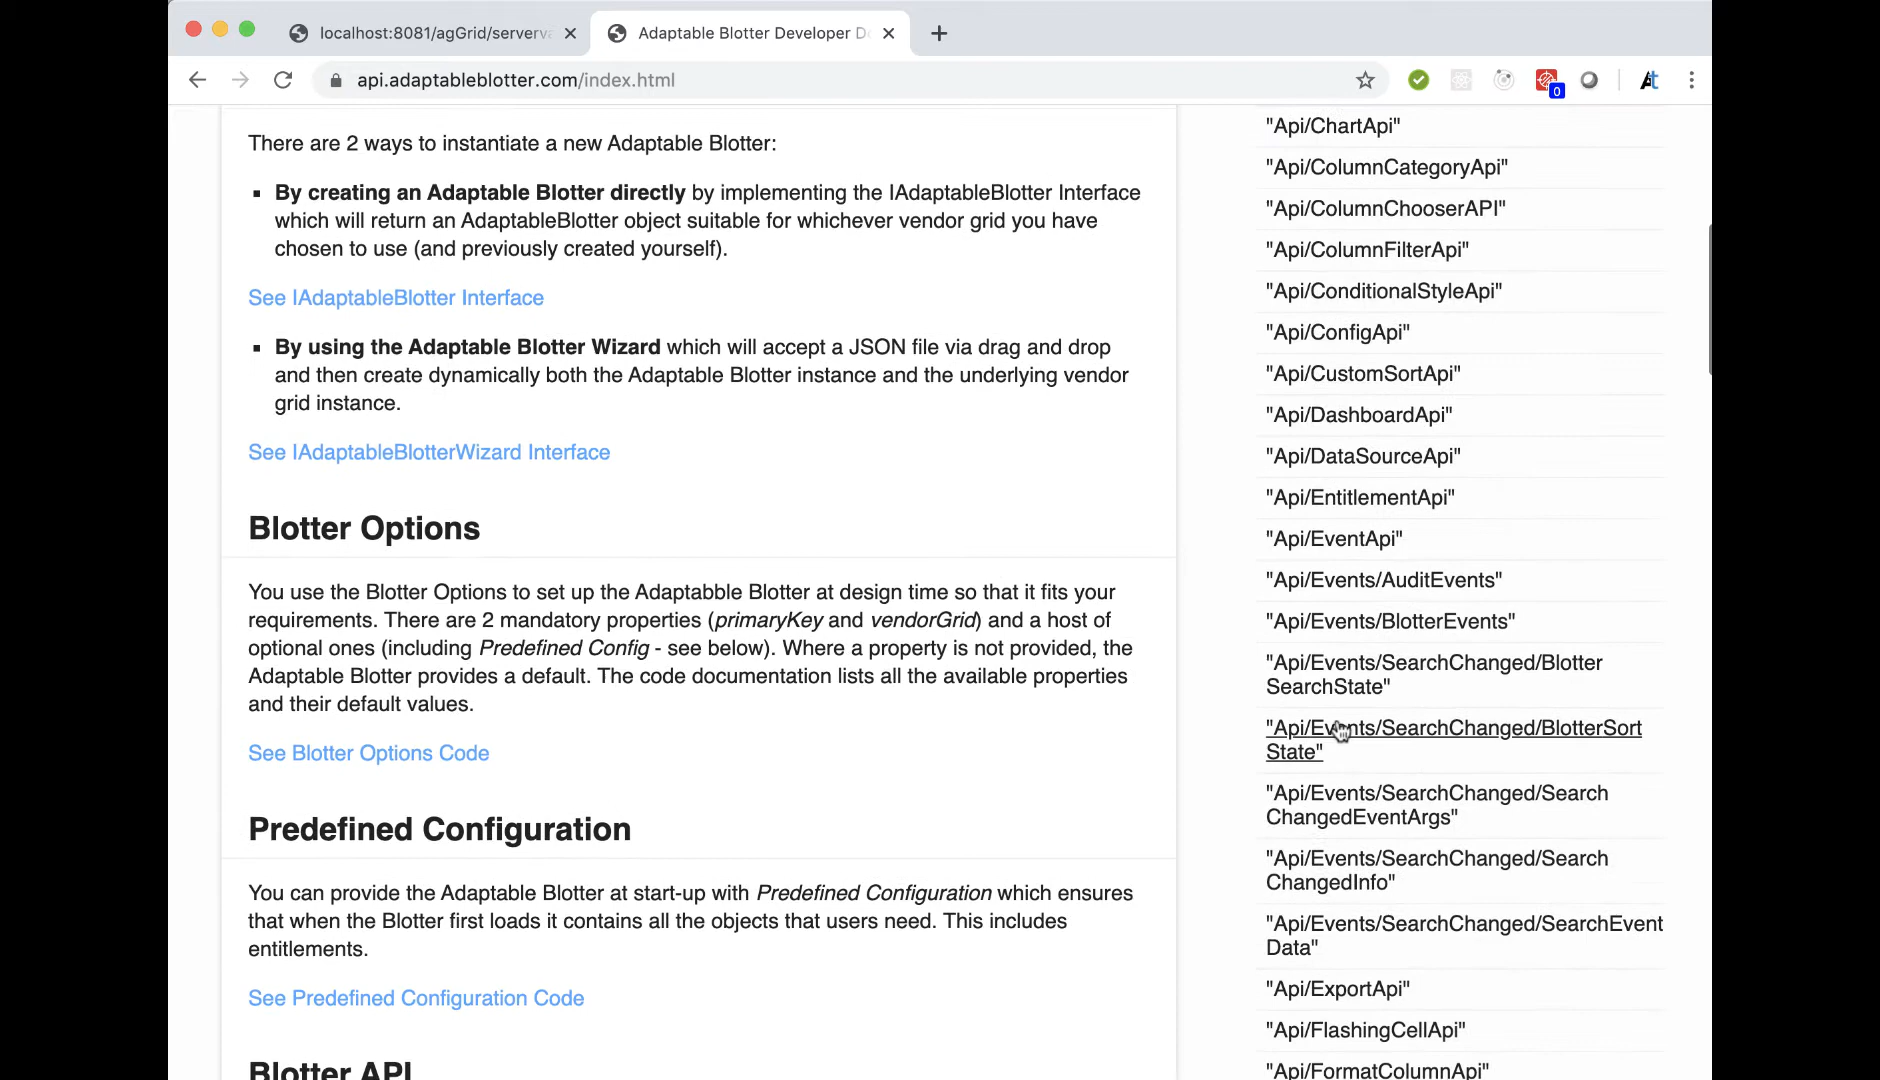 localhost:8081/agGrid/serverva
Adaptable Blotter Developer D
api.adaptableblotter.com/index.html
0
There are 2 ways to instantiate a new Adaptable Blotter:
By creating an Adaptable Blotter directly by implementing the IAdaptableBlotter Interface
which will return an AdaptableBlotter object suitable for whichever vendor grid you have
chosen to use (and previously created yourself).
See IAdaptableBlotter Interface
By using the Adaptable Blotter Wizard which will accept a JSON file via drag and drop
and then create dynamically both the Adaptable Blotter instance and the underlying vendor
grid instance.
See IAdaptableBlotterWizard Interface
Blotter Options
You use the Blotter Options to set up the Adaptabble Blotter at design time so that it fits your
requirements. There are 2 mandatory properties (primaryKey and vendorGrid) and a host of
optional ones (including Predefined Config - see below). Where a property is not provided, the
Adaptable Blotter provides a default. The code documentation lists all the available properties
and their default values.
See Blotter Options Code
Predefined Configuration
You can provide the Adaptable Blotter at start-up with Predefined Configuration which ensures
that when the Blotter first loads it contains all the objects that users need. This includes
entitlements.
See Predefined Configuration Code
Blotter API
"Api/ChartApi"
"Api/ColumnCategoryApi"
"Api/ColumnChooserAPI"
"Api/ColumnFilterApi"
"Api/ConditionalStyleApi"
"Api/ConfigApi"
"Api/CustomSortApi"
"Api/DashboardApi"
"Api/DataSourceApi"
"Api/EntitlementApi"
"Api/EventApi"
"Api/Events/AuditEvents"
"Api/Events/BlotterEvents"
"Api/Events/SearchChanged/Blotter
SearchState"
"Api/Events/SearchChanged/BlotterSort
State"
"Api/Events/SearchChanged/Search
ChangedEventArgs"
"Api/Events/SearchChanged/Search
ChangedInfo"
"Api/Events/SearchChanged/SearchEvent
Data"
"Api/ExportApi"
"Api/FlashingCellApi"
"Api/FormatColumnApi"